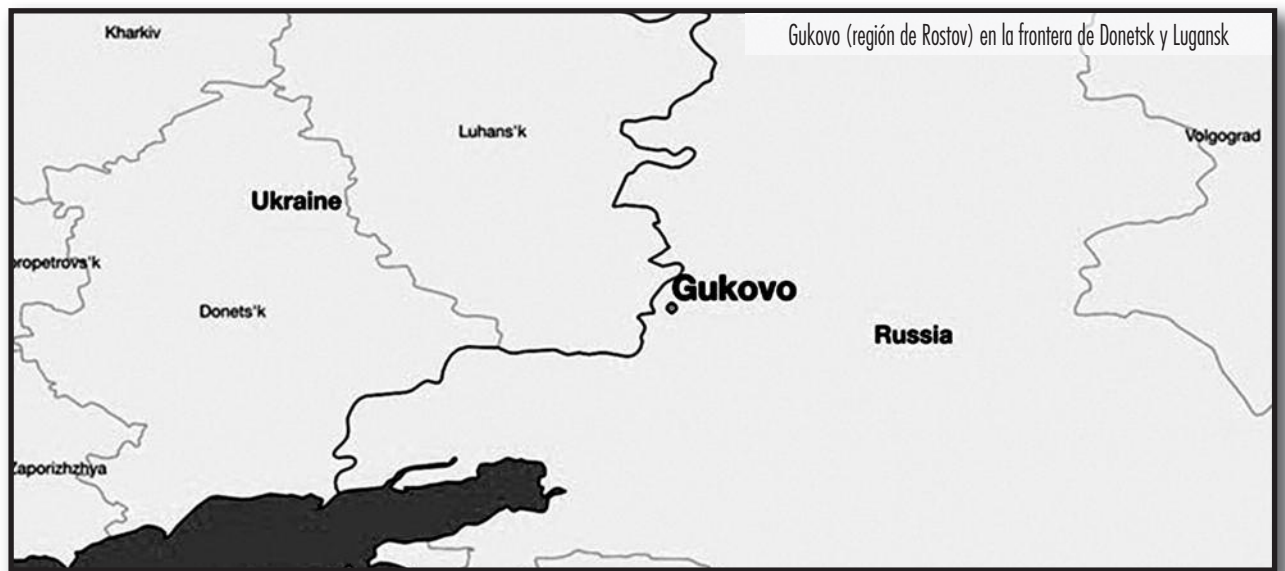 Gukovo (región de Rostov) en la frontera de Donetsk y Lugansk
Kharkiv
Luhans'k
Volgograd
Ukraine
ropetrovs'k
Gukovo
Donets'k
Russia
Zaporizhzhya